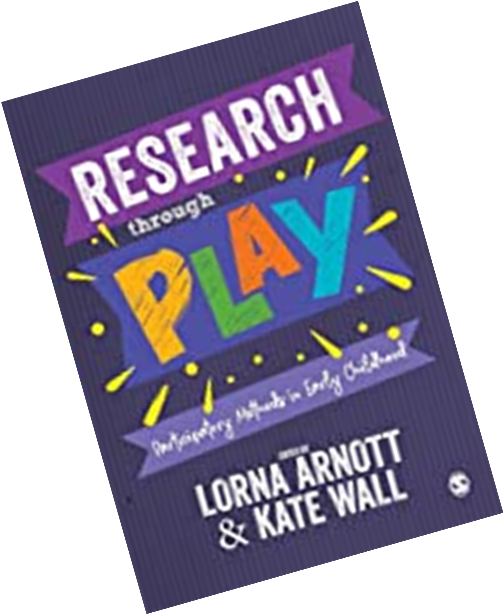 RESEARCH
through
PLAY
Participatory Methods in Early Childhood
EDITED BY
LORNA ARNOTT
& KATE WALL